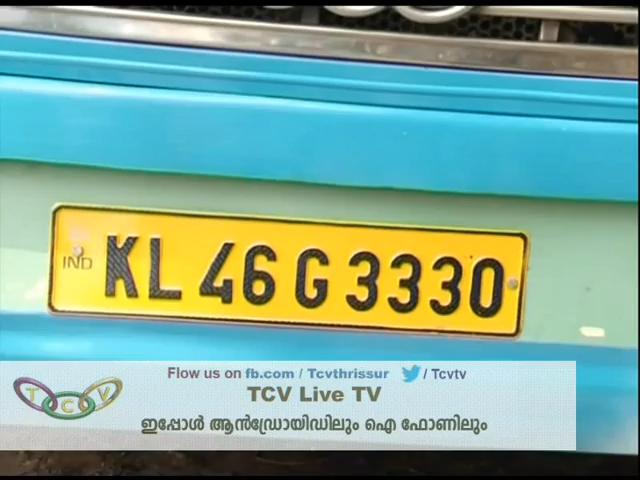 IND KL 46 G 3330
Flow us on fb.com / Tcvthrissur / Tcvtv
TCV
TCV Live TV
ഇപ്പോൾ ആൻഡ്രോയിഡിലും ഐ ഫോണിലും